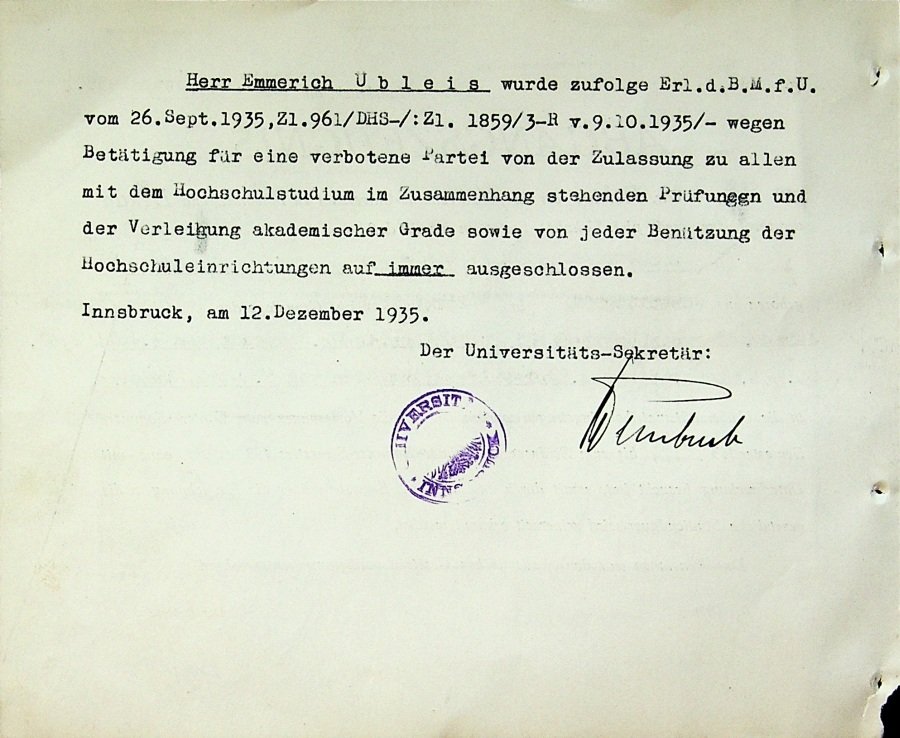 Herr Emmerich U b l e i s wurde zufolge Erl.d.B.M.f.U.
vom 26.Sept.1935,Zl.961/DHS-/:Zl. 1859/3-R v.9.10.1935/- wegen
Betätigung für eine verbotene Partei von der Zulassung zu allen
mit dem Hochschulstudium im Zusammenhang stehenden Prüfungen und
der Verleihung akademischer Grade sowie von jeder Benützung der
Hochschuleinrichtungen auf immer ausgeschlossen.
Innsbruck, am 12.Dezember 1935.
Der Universitäts-Sekretär: